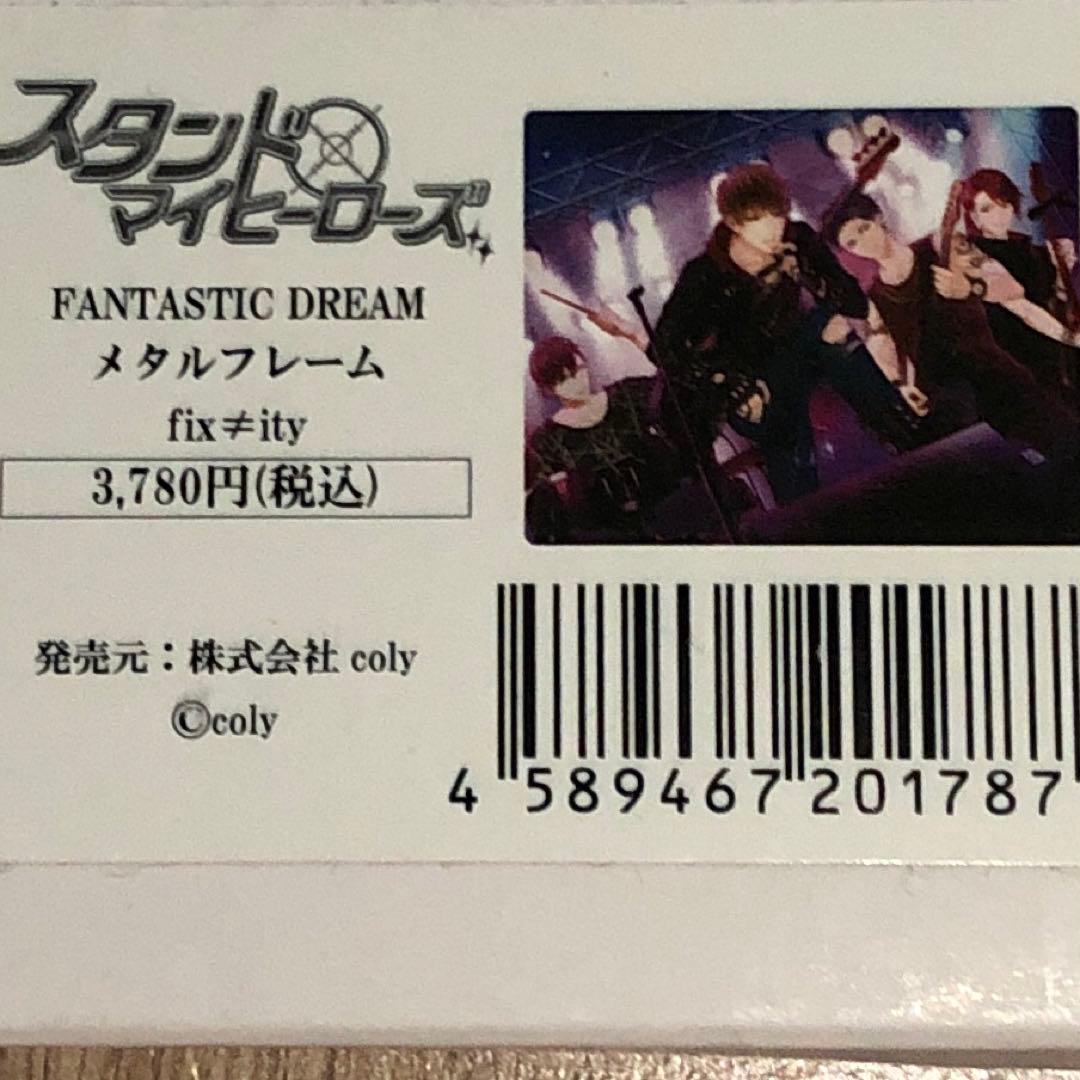 スタンド
マイヒーローズ
FANTASTIC DREAM
メタルフレーム
fix≠ity
3,780円(税込)
発売元：株式会社 coly
©coly
4 589467 201787